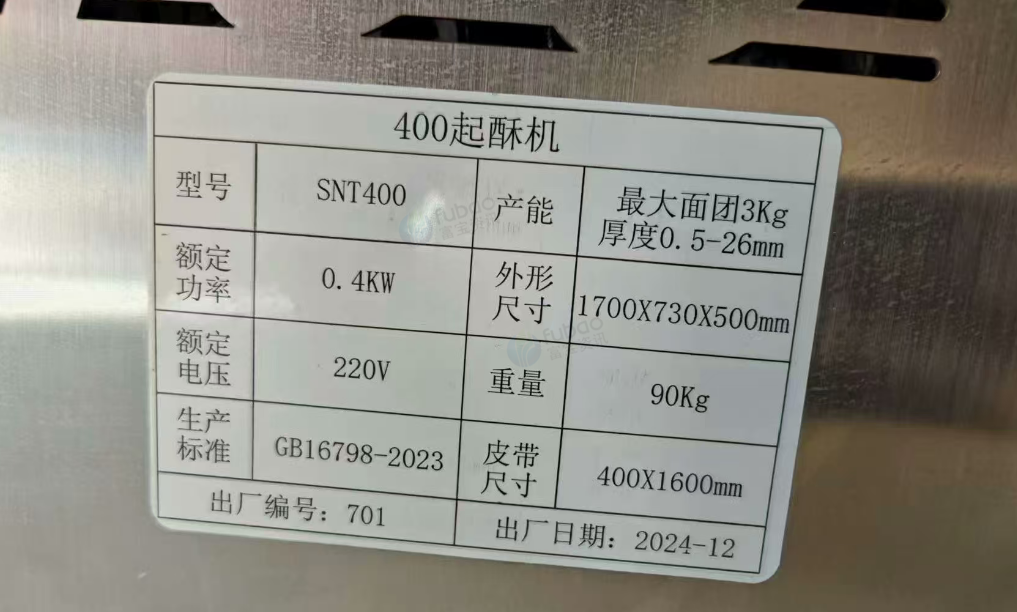 400起酥机
型号 SNT400 产能 最大面团3Kg
厚度0.5-26mm
额定
功率 0.4KW 外形
尺寸 1700X730X500mm
额定
电压 220V 重量 90Kg
生产
标准 GB16798-2023 皮带
尺寸 400X1600mm
出厂编号：701 出厂日期：2024-12
fubao
fubao